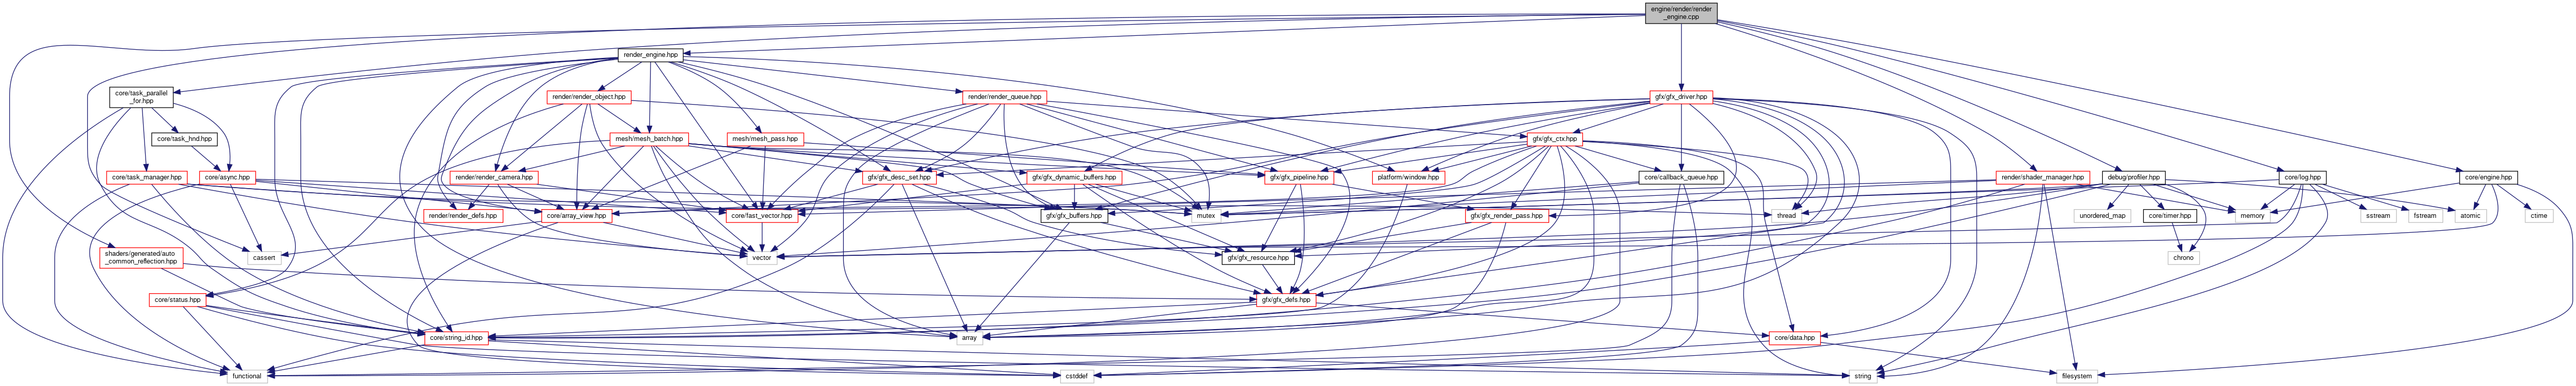 engine/render/render
_engine.cpp
render_engine.hpp
core/task_parallel
_for.hpp
render/render_object.hpp
render/render_queue.hpp
gfx/gfx_driver.hpp
core/task_hnd.hpp
mesh/mesh_batch.hpp
mesh/mesh_pass.hpp
gfx/gfx_ctx.hpp
core/task_manager.hpp
core/async.hpp
render/render_camera.hpp
gfx/gfx_desc_set.hpp
gfx/gfx_dynamic_buffers.hpp
gfx/gfx_pipeline.hpp
platform/window.hpp
core/callback_queue.hpp
render/shader_manager.hpp
debug/profiler.hpp
core/log.hpp
core/engine.hpp
render/render_defs.hpp
core/array_view.hpp
core/fast_vector.hpp
gfx/gfx_buffers.hpp
mutex
gfx/gfx_render_pass.hpp
thread
memory
unordered_map
core/timer.hpp
sstream
fstream
atomic
ctime
shaders/generated/auto
_common_reflection.hpp
cassert
vector
gfx/gfx_resource.hpp
chrono
core/status.hpp
gfx/gfx_defs.hpp
core/string_id.hpp
array
core/data.hpp
functional
cstddef
string
filesystem